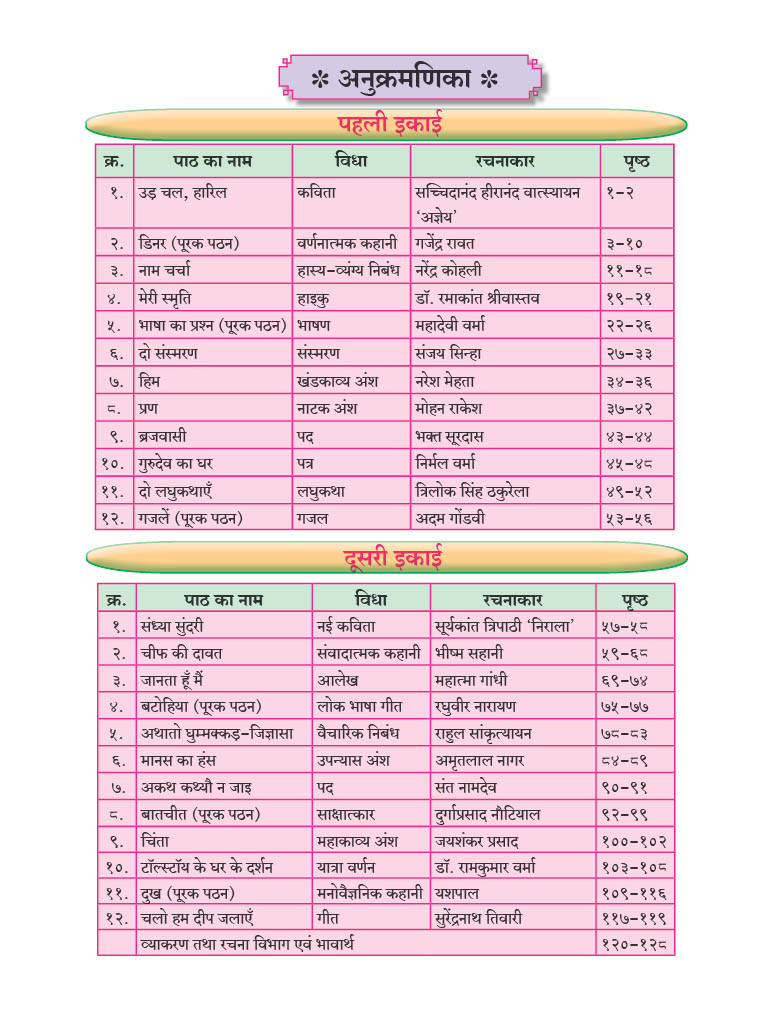 ❇ अनुक्रमणिका ❇
पहली इकाई
क्र. पाठ का नाम विधा रचनाकार पृष्ठ
१. उड़ चल, हारिल कविता सच्चिदानंद हीरानंद वात्स्यायन १-२
‘अज्ञेय’
२. डिनर (पूरक पठन) वर्णनात्मक कहानी गजेंद्र रावत ३-१०
३. नाम चर्चा हास्य-व्यंग्य निबंध नरेंद्र कोहली ११-१८
४. मेरी स्मृति हाइकु डॉ. रमाकांत श्रीवास्तव १९-२१
५. भाषा का प्रश्न (पूरक पठन) भाषण महादेवी वर्मा २२-२६
६. दो संस्मरण संस्मरण संजय सिन्हा २७-३३
७. हिम खंडकाव्य अंश नरेश मेहता ३४-३६
८. प्रण नाटक अंश मोहन राकेश ३७-४२
९. ब्रजवासी पद भक्त सूरदास ४३-४४
१०. गुरुदेव का घर पत्र निर्मल वर्मा ४५-४८
११. दो लघुकथाएँ लघुकथा त्रिलोक सिंह ठकुरेला ४९-५२
१२. गजलें (पूरक पठन) गजल अदम गोंडवी ५३-५६
दूसरी इकाई
क्र. पाठ का नाम विधा रचनाकार पृष्ठ
१. संध्या सुंदरी नई कविता सूर्यकांत त्रिपाठी ‘निराला’ ५७-५८
२. चीफ की दावत संवादात्मक कहानी भीष्म सहानी ५९-६८
३. जानता हूँ मैं आलेख महात्मा गांधी ६९-७४
४. बटोहिया (पूरक पठन) लोक भाषा गीत रघुवीर नारायण ७५-७७
५. अथातो घुम्मक्कड़-जिज्ञासा वैचारिक निबंध राहुल सांकृत्यायन ७८-८३
६. मानस का हंस उपन्यास अंश अमृतलाल नागर ८४-८९
७. अकथ कथ्यौ न जाइ पद संत नामदेव ९०-९१
८. बातचीत (पूरक पठन) साक्षात्कार दुर्गाप्रसाद नौटियाल ९२-९९
९. चिंता महाकाव्य अंश जयशंकर प्रसाद १००-१०२
१०. टॉल्स्टॉय के घर के दर्शन यात्रा वर्णन डॉ. रामकुमार वर्मा १०३-१०८
११. दुख (पूरक पठन) मनोवैज्ञनिक कहानी यशपाल १०९-११६
१२. चलो हम दीप जलाएँ गीत सुरेंद्रनाथ तिवारी ११७-११९
व्याकरण तथा रचना विभाग एवं भावार्थ १२०-१२८